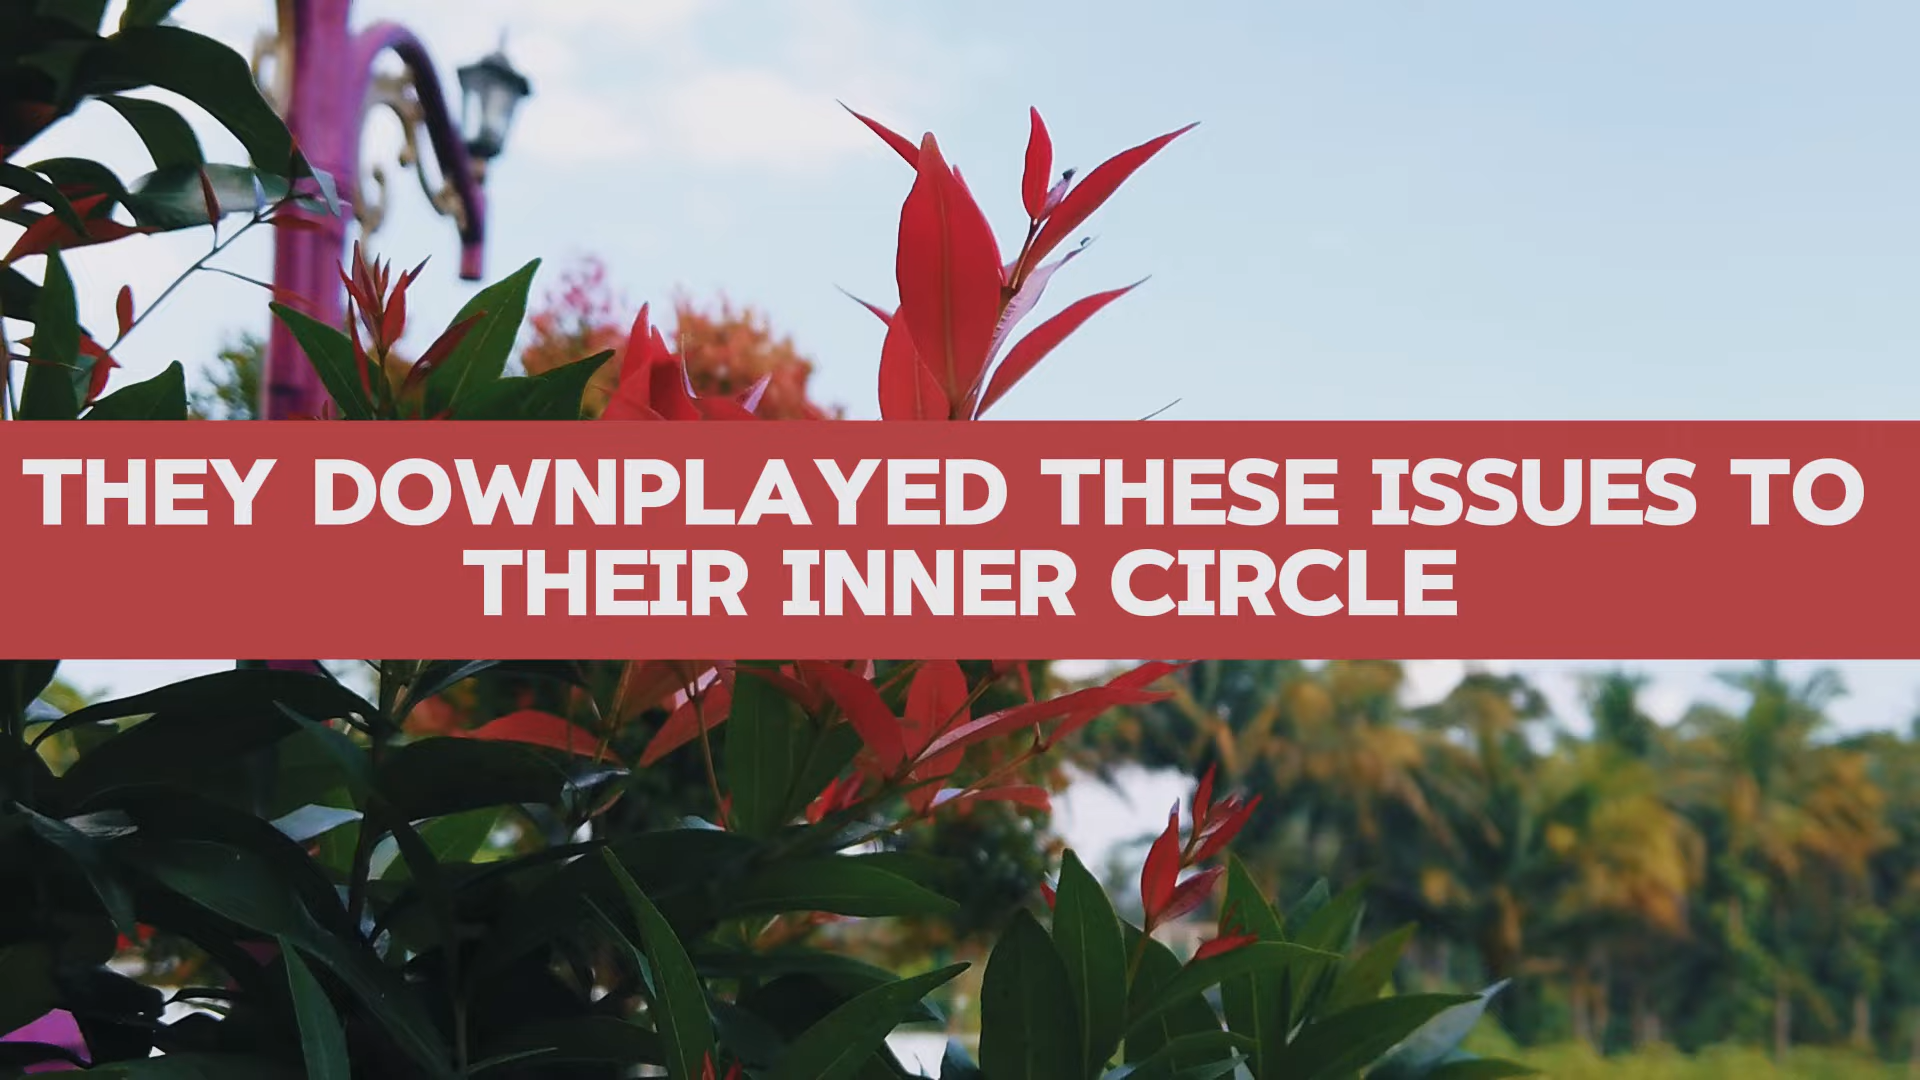 THEY DOWNPLAYED THESE ISSUES TO
THEIR INNER CIRCLE